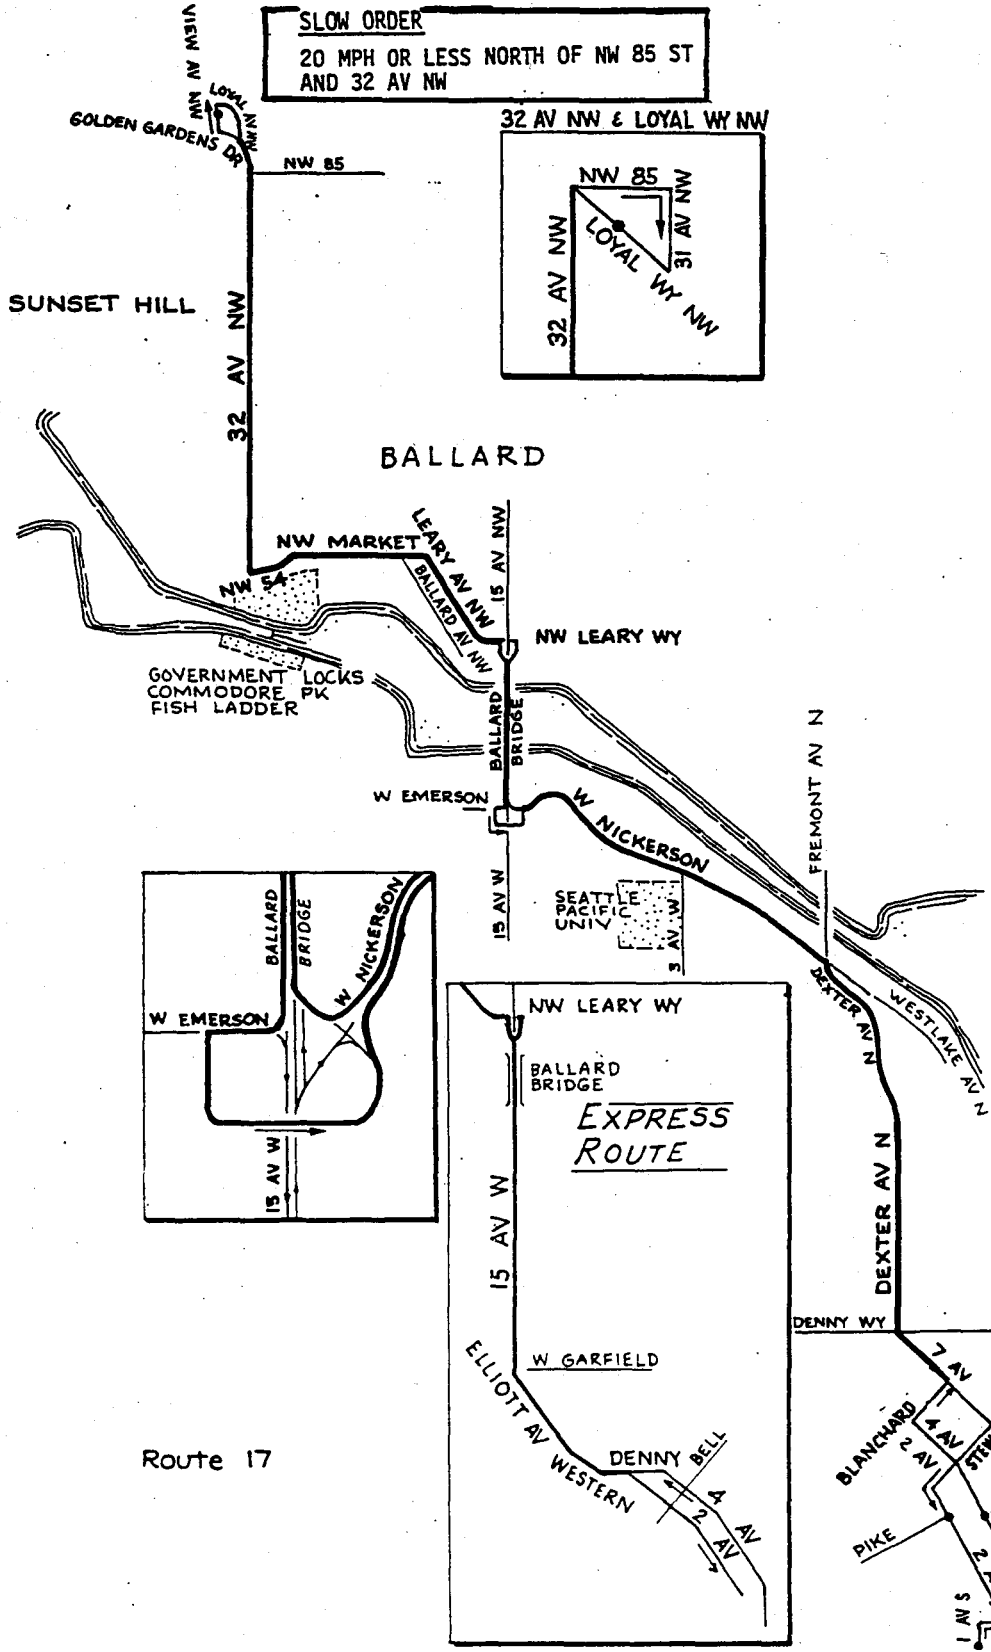 SLOW ORDER
20 MPH OR LESS NORTH OF NW 85 ST
AND 32 AV NW
VIEW AV NW
LOYAL
AV NW
GOLDEN GARDENS DR
NW 85
32 AV NW & LOYAL WY NW
NW 85
31 AV NW
LOYAL WY NW
32 AV NW
SUNSET HILL
32 AV NW
BALLARD
NW MARKET
LEARY AV NW
15 AV NW
NW 54
BALLARD AV NW
NW LEARY WY
GOVERNMENT LOCKS
COMMODORE PK
FISH LADDER
BALLARD
BRIDGE
FREMONT AV N
W EMERSON
W NICKERSON
15 AV W
SEATTLE
PACIFIC
UNIV
3 AV W
BALLARD
BRIDGE
W NICKERSON
W EMERSON
15 AV W
DEXTER AV N
WESTLAKE AV N
NW LEARY WY
BALLARD
BRIDGE
EXPRESS
ROUTE
15 AV W
DEXTER AV N
W GARFIELD
ELLIOTT AV
WESTERN
DENNY
BELL
4 AV
2 AV
DENNY WY
7 AV
BLANCHARD
4 AV
2 AV
STEW
PIKE
2 A
1 AV S
Route 17